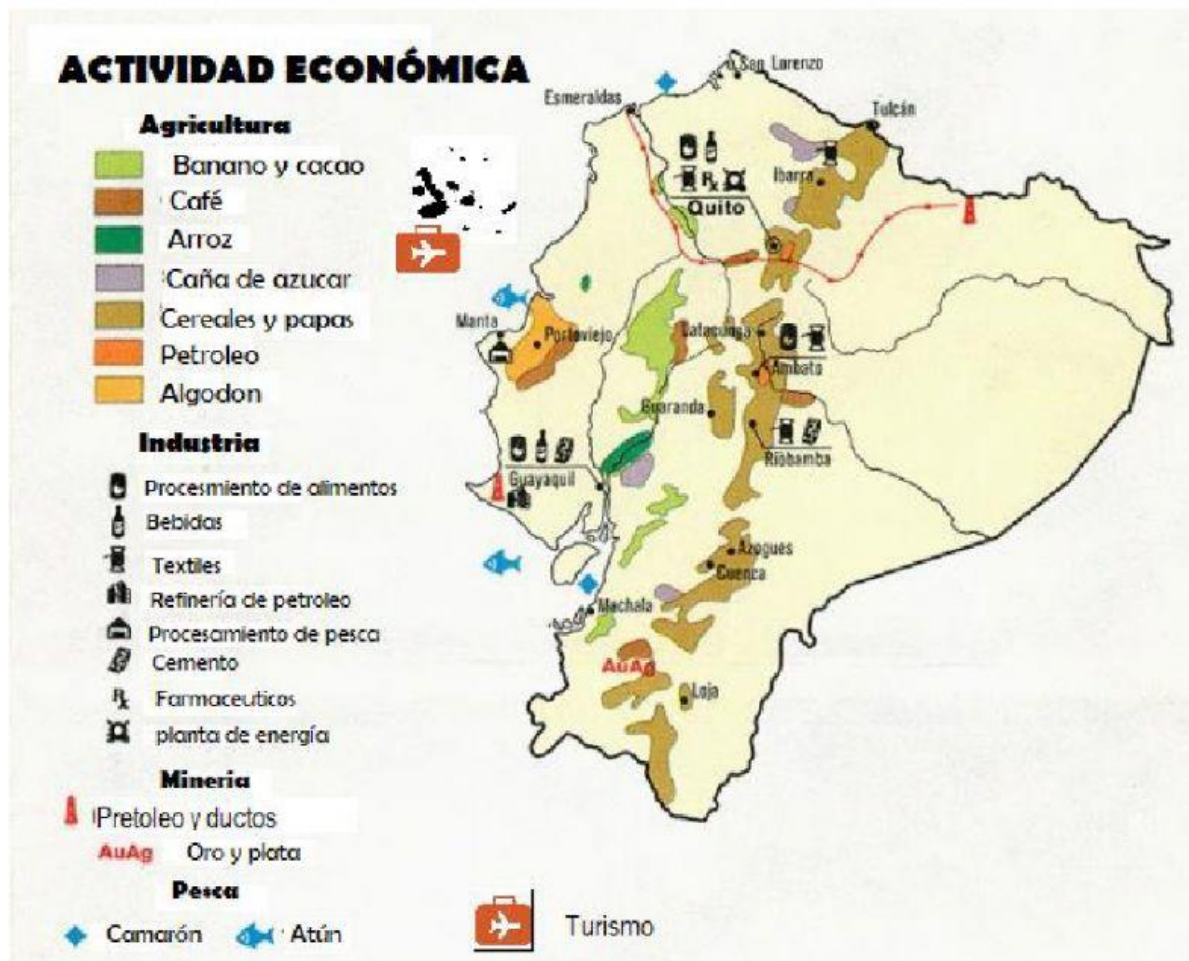 ACTIVIDAD ECONÓMICA
Agricultura
Banano y cacao
Café
Arroz
Caña de azucar
Cereales y papas
Petroleo
Algodon
Industria
Procesmiento de alimentos
Bebidas
Textiles
Refinería de petroleo
Procesamiento de pesca
Cemento
Rx Farmaceuticos
planta de energía
Mineria
Pretoleo y ductos
AuAg Oro y plata
Pesca
Camarón Atún
Turismo
San Lorenzo
Esmeraldas
Tulcán
Ibarra
Rx
Quito
Manta
Portoviejo
Latacunga
Ambato
Guaranda
Riobamba
Guayaquil
Azogues
Cuenca
Machala
AuAg
Loja